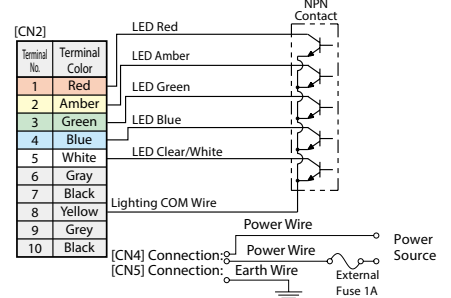 NPN
Contact
[CN2]
Terminal No.
Terminal Color
1 Red
2 Amber
3 Green
4 Blue
5 White
6 Gray
7 Black
8 Yellow
9 Grey
10 Black
LED Red
LED Amber
LED Green
LED Blue
LED Clear/White
Lighting COM Wire
Power Wire
[CN4] Connection: Power Wire
[CN5] Connection: Earth Wire
Power
Source
External
Fuse 1A